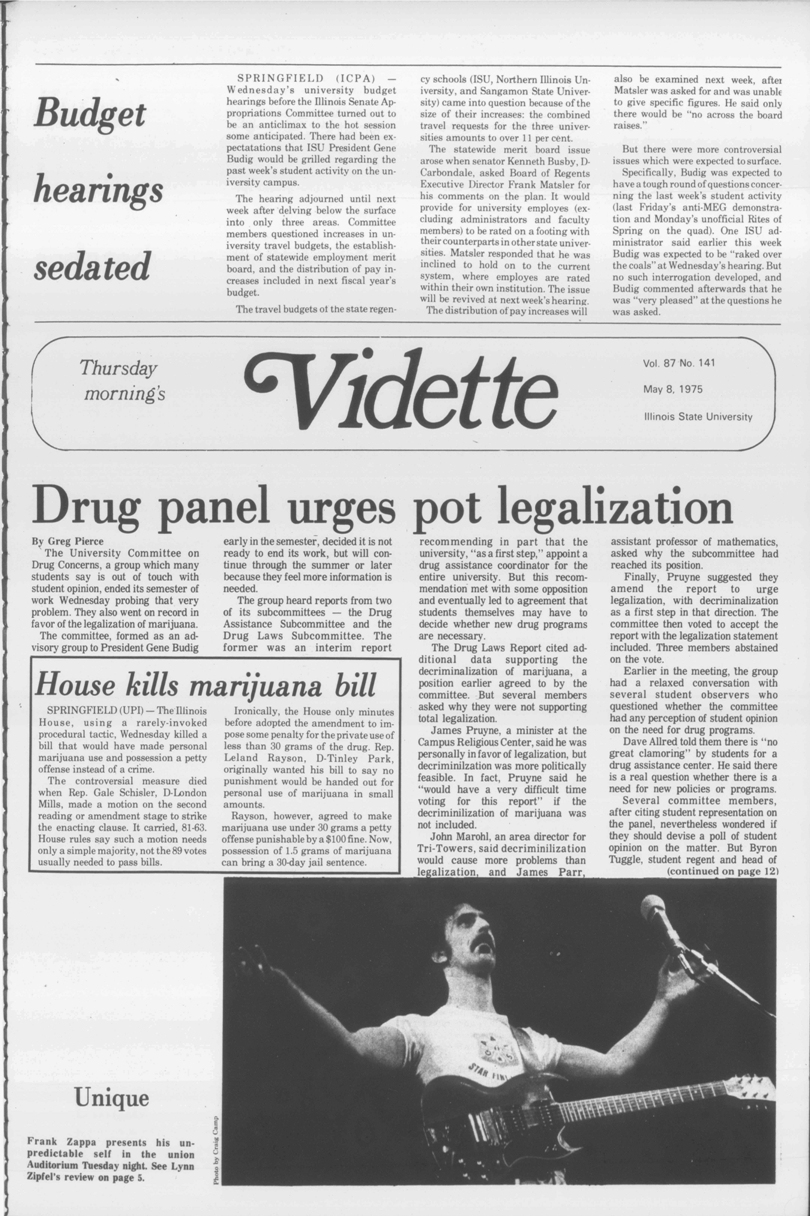 Budget
hearings
sedated
SPRINGFIELD (ICPA) —
Wednesday's university budget
hearings before the Illinois Senate Ap-
propriations Committee turned out to
be an anticlimax to the hot session
some anticipated. There had been ex-
pectatations that ISU President Gene
Budig would be grilled regarding the
past week's student activity on the un-
iversity campus.
The hearing adjourned until next
week after delving below the surface
into only three areas. Committee
members questioned increases in un-
iversity travel budgets, the establish-
ment of statewide employment merit
board, and the distribution of pay in-
creases included in next fiscal year's
budget.
The travel budgets of the state regen-
cy schools (ISU, Northern Illinois Un-
iversity, and Sangamon State Univer-
sity) came into question because of the
size of their increases: the combined
travel requests for the three univer-
sities amounts to over 11 per cent.
The statewide merit board issue
arose when senator Kenneth Busby, D-
Carbondale, asked Board of Regents
Executive Director Frank Matsler for
his comments on the plan. It would
provide for university employes (ex-
cluding administrators and faculty
members) to be rated on a footing with
their counterparts in other state univer-
sities. Matsler responded that he was
inclined to hold on to the current
system, where employes are rated
within their own institution. The issue
will be revived at next week's hearing.
The distribution of pay increases will
also be examined next week, after
Matsler was asked for and was unable
to give specific figures. He said only
there would be "no across the board
raises."
But there were more controversial
issues which were expected to surface.
Specifically, Budig was expected to
have a tough round of questions concer-
ning the last week's student activity
(last Friday's anti-MEG demonstra-
tion and Monday's unofficial Rites of
Spring on the quad). One ISU ad-
ministrator said earlier this week
Budig was expected to be "raked over
the coals" at Wednesday's hearing. But
no such interrogation developed, and
Budig commented afterwards that he
was "very pleased" at the questions he
was asked.
Thursday
morning's
Vidette
Vol. 87 No. 141
May 8, 1975
Illinois State University
Drug panel urges pot legalization
By Greg Pierce
The University Committee on
Drug Concerns, a group which many
students say is out of touch with
student opinion, ended its semester of
work Wednesday probing that very
problem. They also went on record in
favor of the legalization of marijuana.
The committee, formed as an ad-
visory group to President Gene Budig
early in the semester, decided it is not
ready to end its work, but will con-
tinue through the summer or later
because they feel more information is
needed.
The group heard reports from two
of its subcommittees — the Drug
Assistance Subcommittee and the
Drug Laws Subcommittee. The
former was an interim report
recommending in part that the
university, "as a first step," appoint a
drug assistance coordinator for the
entire university. But this recom-
mendation met with some opposition
and eventually led to agreement that
students themselves may have to
decide whether new drug programs
are necessary.
The Drug Laws Report cited ad-
ditional data supporting the
decriminalization of marijuana, a
position earlier agreed to by the
committee. But several members
asked why they were not supporting
total legalization.
James Pruyne, a minister at the
Campus Religious Center, said he was
personally in favor of legalization, but
decriminilzation was more politically
feasible. In fact, Pruyne said he
"would have a very difficult time
voting for this report" if the
decriminilization of marijuana was
not included.
John Marohl, an area director for
Tri-Towers, said decriminilization
would cause more problems than
legalization, and James Parr,
assistant professor of mathematics,
asked why the subcommittee had
reached its position.
Finally, Pruyne suggested they
amend the report to urge
legalization, with decriminalization
as a first step in that direction. The
committee then voted to accept the
report with the legalization statement
included. Three members abstained
on the vote.
Earlier in the meeting, the group
had a relaxed conversation with
several student observers who
questioned whether the committee
had any perception of student opinion
on the need for drug programs.
Dave Allred told them there is "no
great clamoring" by students for a
drug assistance center. He said there
is a real question whether there is a
need for new policies or programs.
Several committee members,
after citing student representation on
the panel, nevertheless wondered if
they should devise a poll of student
opinion on the matter. But Byron
Tuggle, student regent and head of
(continued on page 12)
House kills marijuana bill
SPRINGFIELD (UPI) — The Illinois
House, using a rarely-invoked
procedural tactic, Wednesday killed a
bill that would have made personal
marijuana use and possession a petty
offense instead of a crime.
The controversial measure died
when Rep. Gale Schisler, D-London
Mills, made a motion on the second
reading or amendment stage to strike
the enacting clause. It carried, 81-63.
House rules say such a motion needs
only a simple majority, not the 89 votes
usually needed to pass bills.
Ironically, the House only minutes
before adopted the amendment to im-
pose some penalty for the private use of
less than 30 grams of the drug. Rep.
Leland Rayson, D-Tinley Park,
originally wanted his bill to say no
punishment would be handed out for
personal use of marijuana in small
amounts.
Rayson, however, agreed to make
marijuana use under 30 grams a petty
offense punishable by a $100 fine. Now,
possession of 1.5 grams of marijuana
can bring a 30-day jail sentence.
Unique
Frank Zappa presents his un-
predictable self in the union
Auditorium Tuesday night. See Lynn
Zipfel's review on page 5.
Photo by Craig Camp
STAR FINE